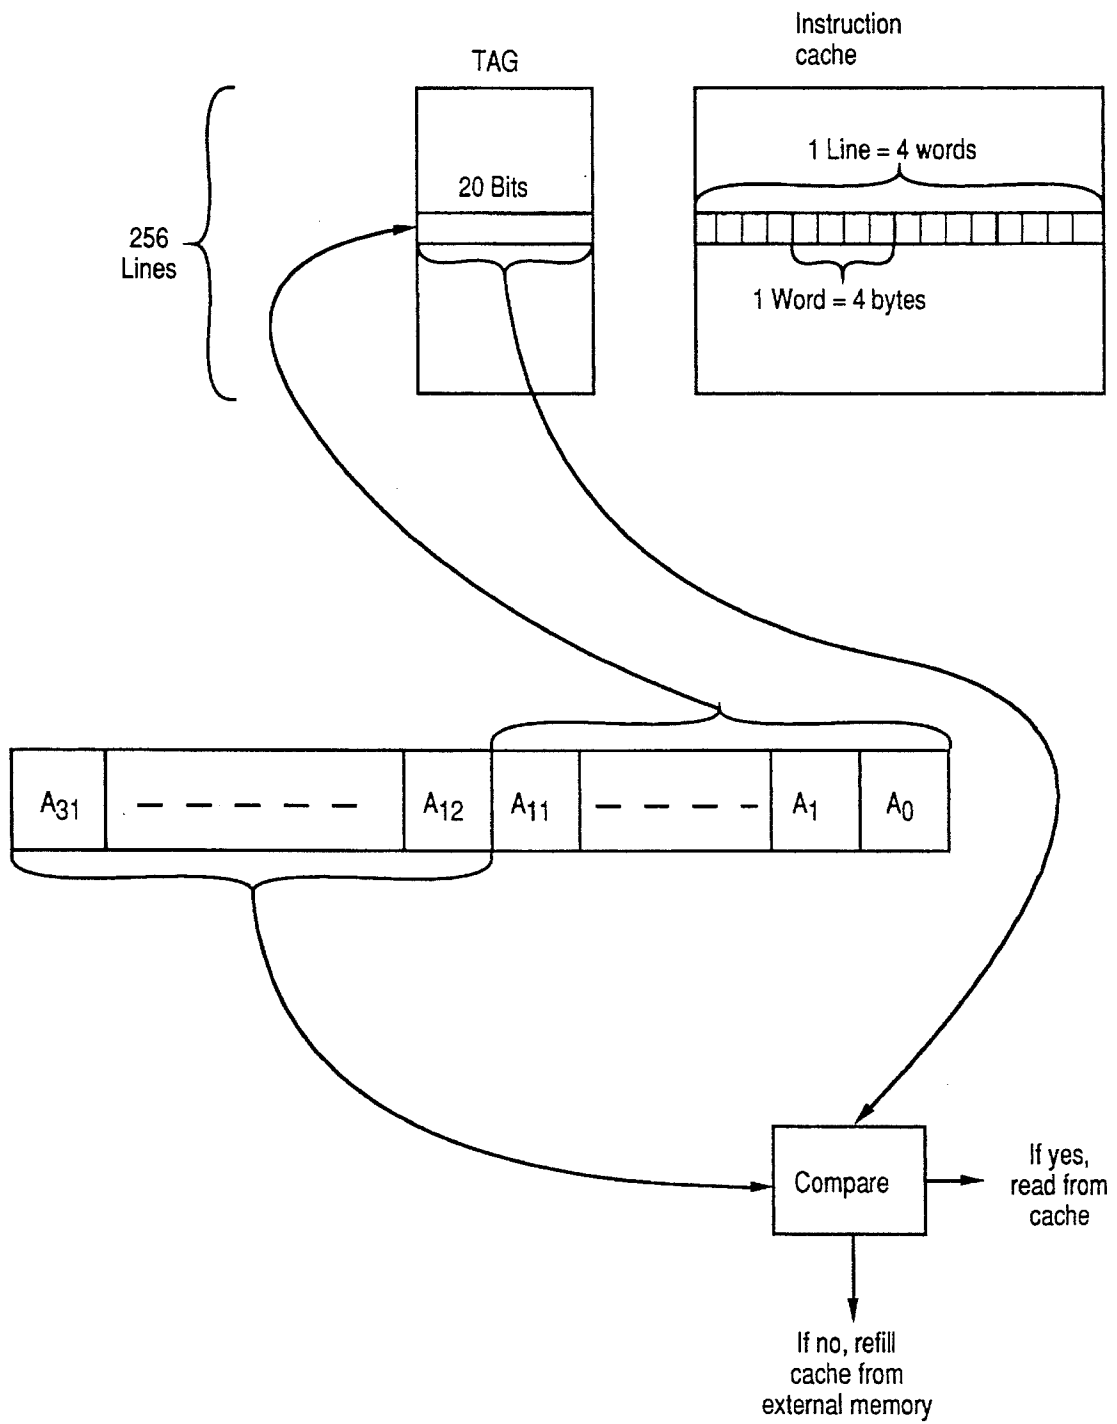 TAG
Instruction
cache
1 Line = 4 words
20 Bits
256
Lines
1 Word = 4 bytes
A31
A12
A11
A1
A0
Compare
If yes,
read from
cache
If no, refill
cache from
external memory